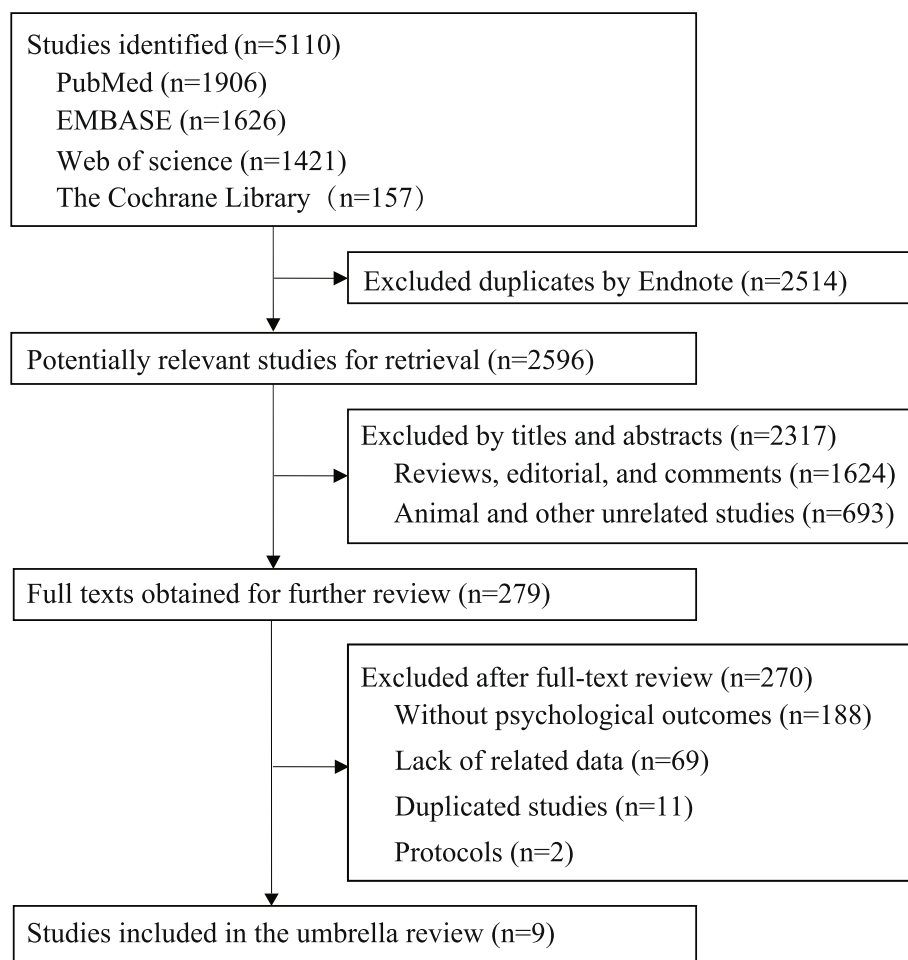 Studies identified (n=5110)
PubMed (n=1906)
EMBASE (n=1626)
Web of science (n=1421)
The Cochrane Library（n=157）
Excluded duplicates by Endnote (n=2514)
Potentially relevant studies for retrieval (n=2596)
Excluded by titles and abstracts (n=2317)
Reviews, editorial, and comments (n=1624)
Animal and other unrelated studies (n=693)
Full texts obtained for further review (n=279)
Excluded after full-text review (n=270)
Without psychological outcomes (n=188)
Lack of related data (n=69)
Duplicated studies (n=11)
Protocols (n=2)
Studies included in the umbrella review (n=9)